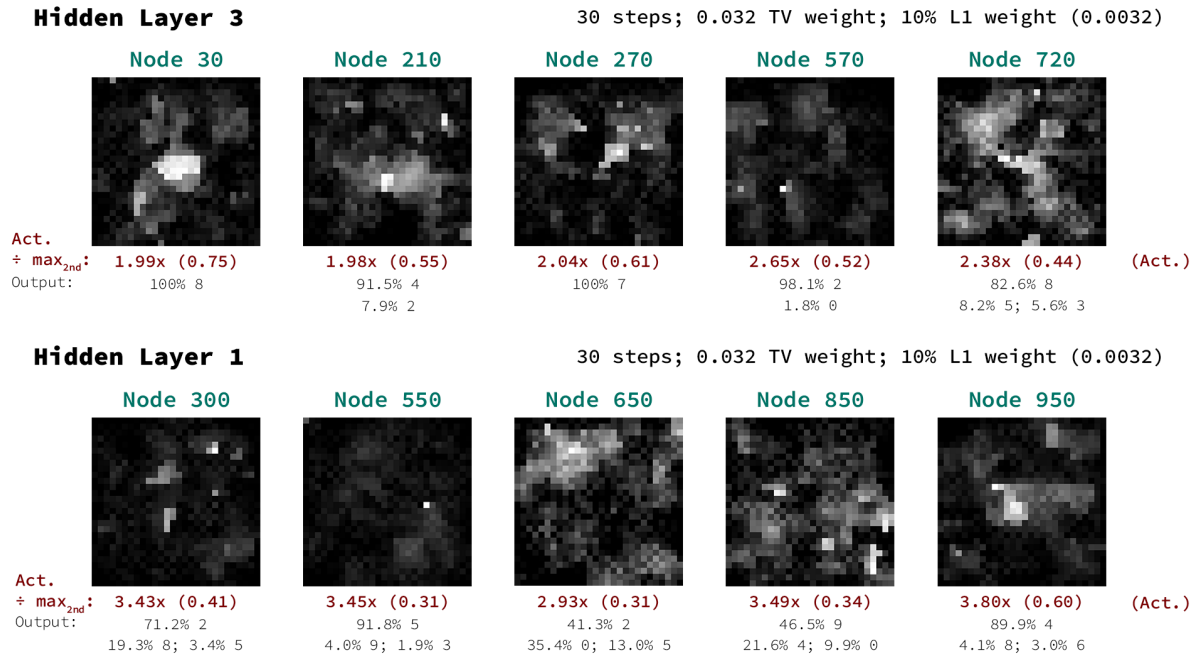 Hidden Layer 3 30 steps; 0.032 TV weight; 10% L1 weight (0.0032)
Node 30 Node 210 Node 270 Node 570 Node 720
Act.
÷ max2nd: 1.99x (0.75) 1.98x (0.55) 2.04x (0.61) 2.65x (0.52) 2.38x (0.44) (Act.)
Output: 100% 8 91.5% 4 100% 7 98.1% 2 82.6% 8
7.9% 2 1.8% 0 8.2% 5; 5.6% 3
Hidden Layer 1 30 steps; 0.032 TV weight; 10% L1 weight (0.0032)
Node 300 Node 550 Node 650 Node 850 Node 950
Act.
÷ max2nd: 3.43x (0.41) 3.45x (0.31) 2.93x (0.31) 3.49x (0.34) 3.80x (0.60) (Act.)
Output: 71.2% 2 91.8% 5 41.3% 2 46.5% 9 89.9% 4
19.3% 8; 3.4% 5 4.0% 9; 1.9% 3 35.4% 0; 13.0% 5 21.6% 4; 9.9% 0 4.1% 8; 3.0% 6